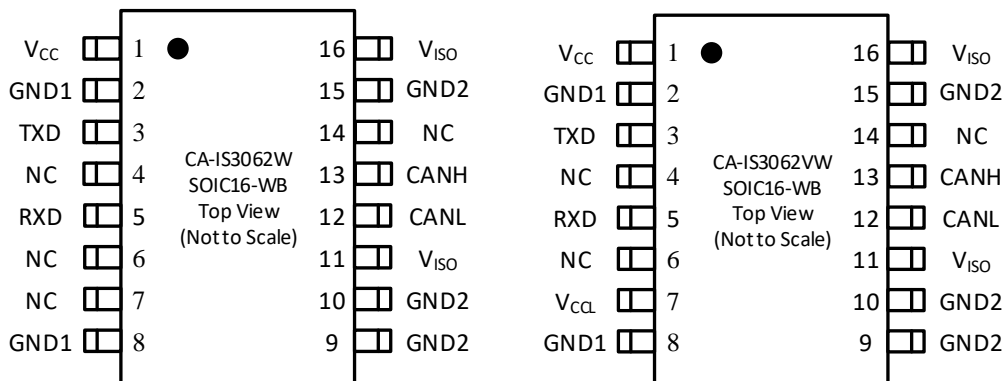 VCC 1 16 VISO
GND1 2 15 GND2
TXD 3 14 NC
NC 4 13 CANH
RXD 5 12 CANL
NC 6 11 VISO
NC 7 10 GND2
GND1 8 9 GND2
CA-IS3062W
SOIC16-WB
Top View
(Not to Scale)
VCC 1 16 VISO
GND1 2 15 GND2
TXD 3 14 NC
NC 4 13 CANH
RXD 5 12 CANL
NC 6 11 VISO
VCCL 7 10 GND2
GND1 8 9 GND2
CA-IS3062VW
SOIC16-WB
Top View
(Not to Scale)